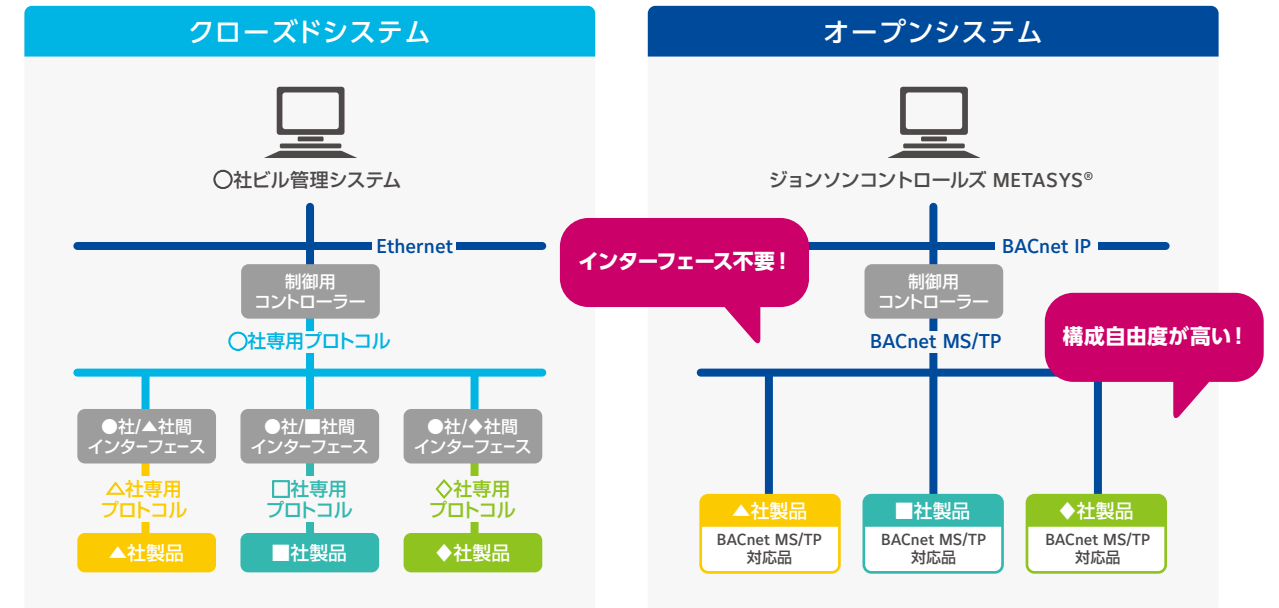 クローズドシステム
〇社ビル管理システム
Ethernet
制御用
コントローラー
〇社専用プロトコル
●社/▲社間
インターフェース
●社/■社間
インターフェース
●社/◆社間
インターフェース
△社専用
プロトコル
□社専用
プロトコル
◇社専用
プロトコル
▲社製品
■社製品
◆社製品
オープンシステム
ジョンソンコントロールズ METASYS®
インターフェース不要！
BACnet IP
制御用
コントローラー
BACnet MS/TP
構成自由度が高い！
▲社製品
BACnet MS/TP
対応品
■社製品
BACnet MS/TP
対応品
◆社製品
BACnet MS/TP
対応品